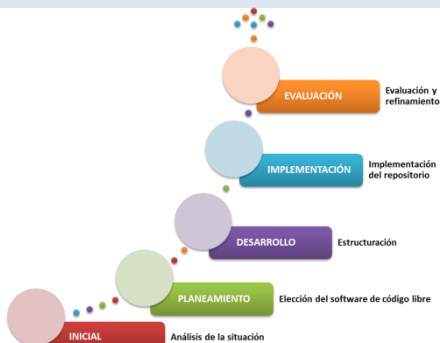 EVALUACIÓN
Evaluación y
refinamiento
IMPLEMENTACIÓN
Implementación
del repositorio
DESARROLLO
Estructuración
PLANEAMIENTO
Elección del software de código libre
INICIAL
Análisis de la situación